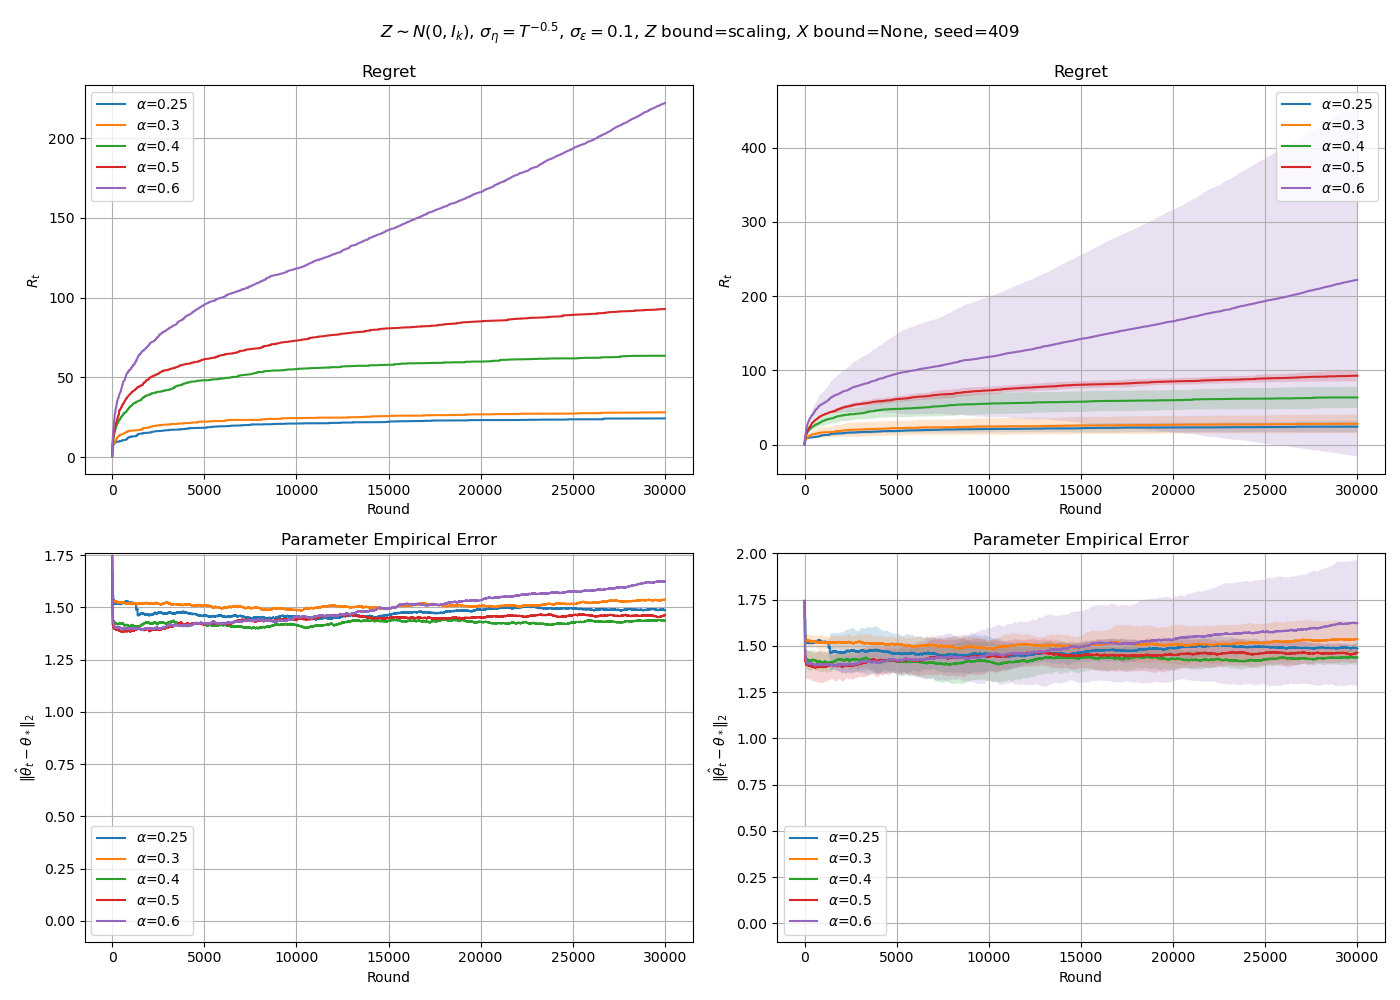 Z ∼ N(0, I_k), σ_η = T^{−0.5}, σ_ε = 0.1, Z bound=scaling, X bound=None, seed=409
Regret
R_t
200
150
100
50
0
0 5000 10000 15000 20000 25000 30000
Round
α=0.25
α=0.3
α=0.4
α=0.5
α=0.6
Regret
R_t
400
300
200
100
0
0 5000 10000 15000 20000 25000 30000
Round
α=0.25
α=0.3
α=0.4
α=0.5
α=0.6
Parameter Empirical Error
‖θ̂_t − θ_*‖_2
1.75
1.50
1.25
1.00
0.75
0.50
0.25
0.00
0 5000 10000 15000 20000 25000 30000
Round
α=0.25
α=0.3
α=0.4
α=0.5
α=0.6
Parameter Empirical Error
‖θ̂_t − θ_*‖_2
2.00
1.75
1.50
1.25
1.00
0.75
0.50
0.25
0.00
0 5000 10000 15000 20000 25000 30000
Round
α=0.25
α=0.3
α=0.4
α=0.5
α=0.6